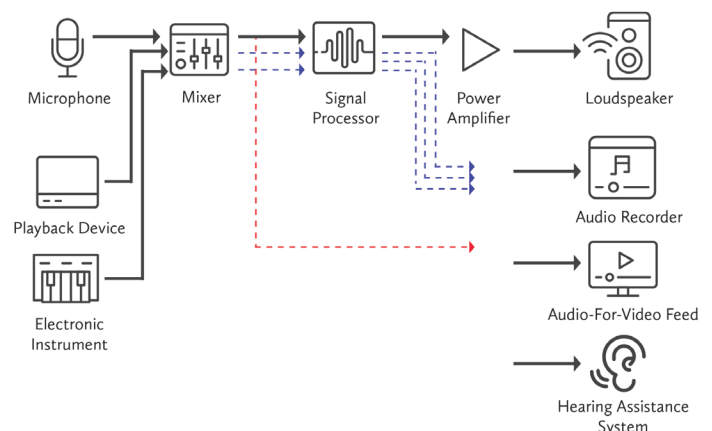 Microphone
Mixer
Signal
Processor
Power
Amplifier
Loudspeaker
Playback Device
Audio Recorder
Electronic
Instrument
Audio-For-Video Feed
Hearing Assistance
System